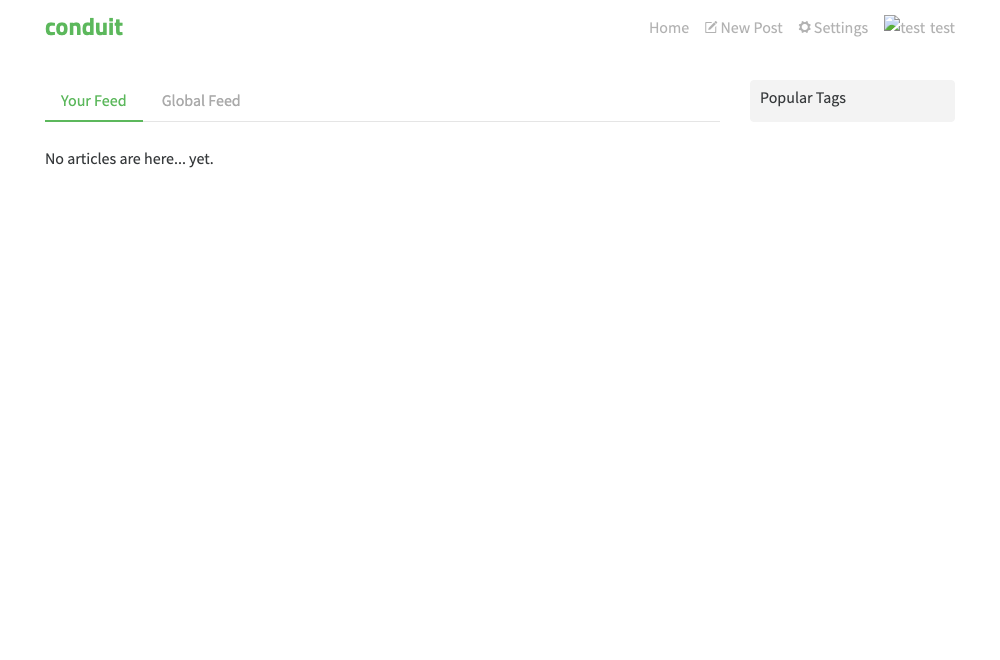 conduit
Home New Post Settings test test
Your Feed Global Feed
Popular Tags
No articles are here... yet.